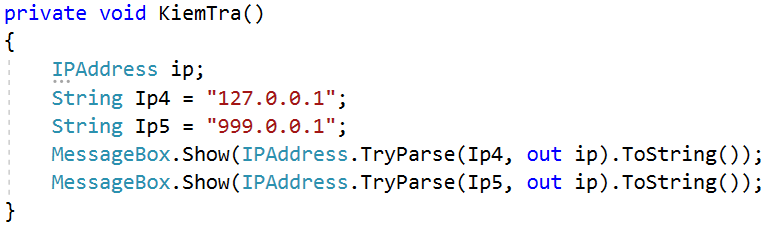 private void KiemTra()
{
    IPAddress ip;
    String Ip4 = "127.0.0.1";
    String Ip5 = "999.0.0.1";
    MessageBox.Show(IPAddress.TryParse(Ip4, out ip).ToString());
    MessageBox.Show(IPAddress.TryParse(Ip5, out ip).ToString());
}